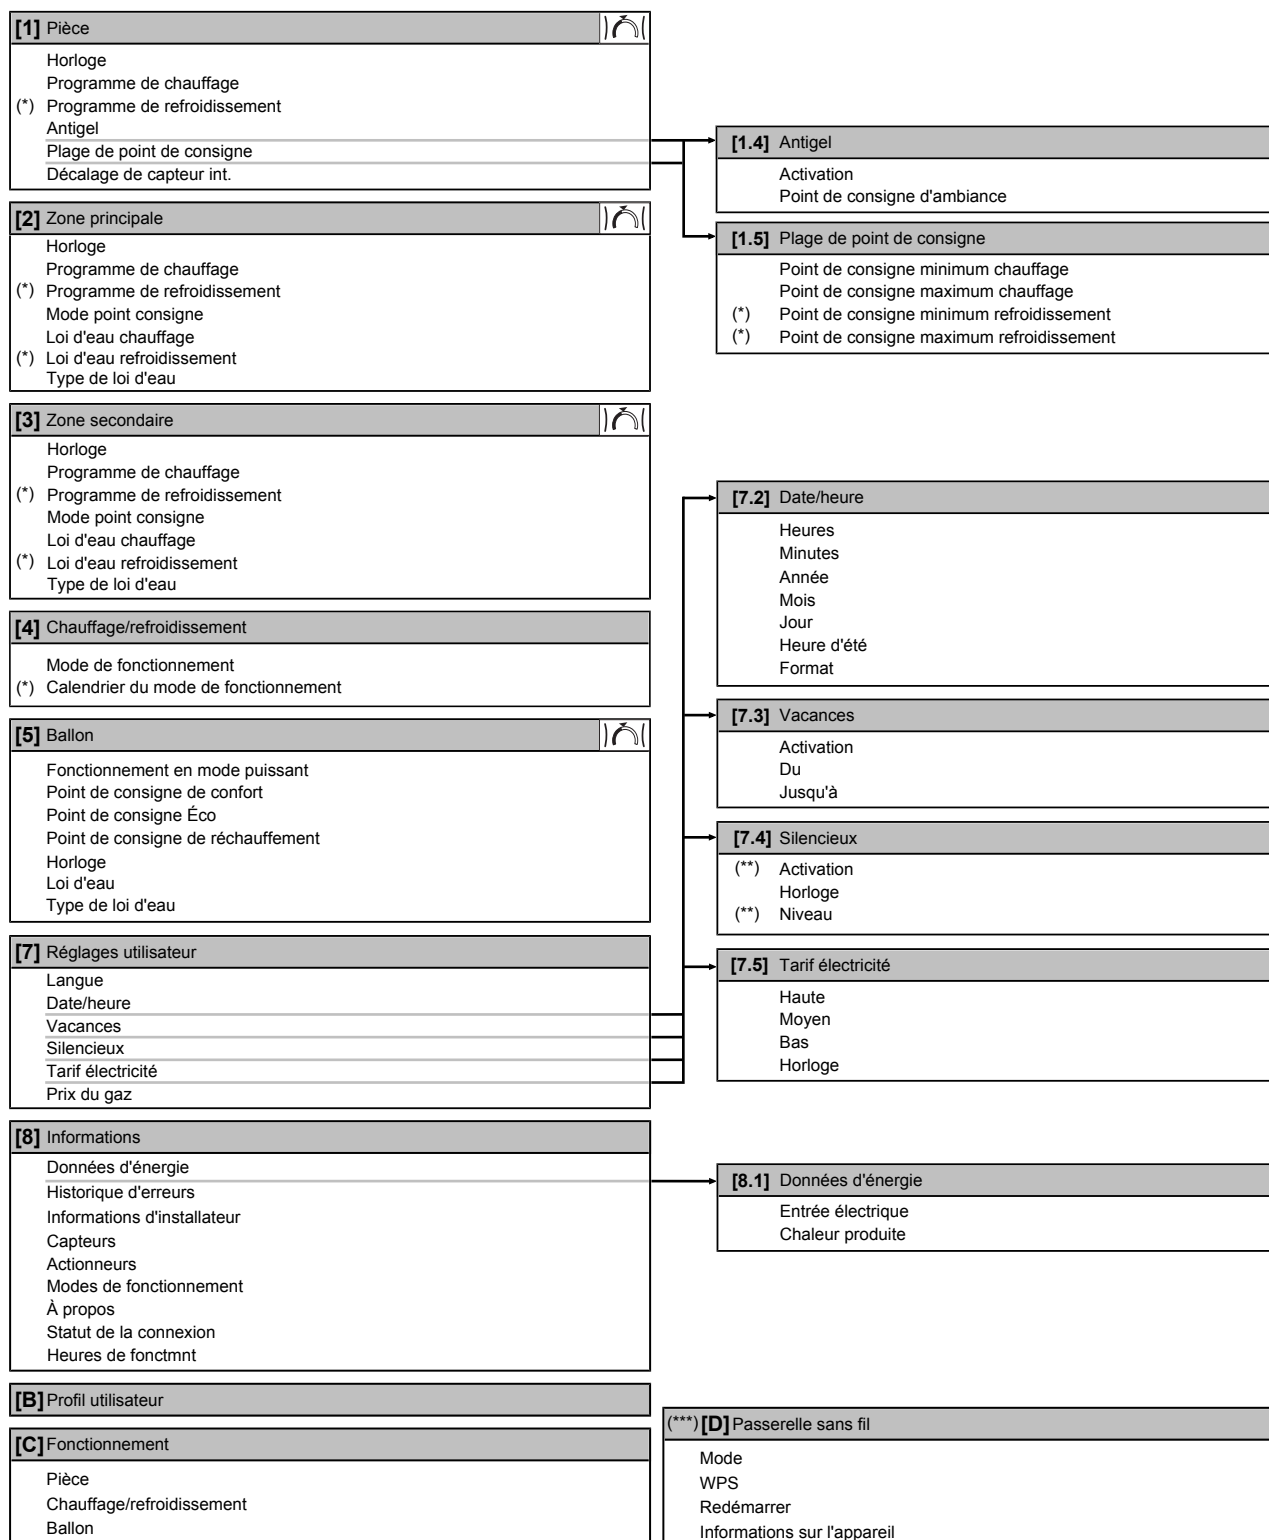 [1] Pièce
Horloge
Programme de chauffage
(*) Programme de refroidissement
Antigel
Plage de point de consigne
Décalage de capteur int.
[1.4] Antigel
Activation
Point de consigne d'ambiance
[1.5] Plage de point de consigne
Point de consigne minimum chauffage
Point de consigne maximum chauffage
(*) Point de consigne minimum refroidissement
(*) Point de consigne maximum refroidissement
[2] Zone principale
Horloge
Programme de chauffage
(*) Programme de refroidissement
Mode point consigne
Loi d'eau chauffage
(*) Loi d'eau refroidissement
Type de loi d'eau
[3] Zone secondaire
Horloge
Programme de chauffage
(*) Programme de refroidissement
Mode point consigne
Loi d'eau chauffage
(*) Loi d'eau refroidissement
Type de loi d'eau
[4] Chauffage/refroidissement
Mode de fonctionnement
(*) Calendrier du mode de fonctionnement
[5] Ballon
Fonctionnement en mode puissant
Point de consigne de confort
Point de consigne Éco
Point de consigne de réchauffement
Horloge
Loi d'eau
Type de loi d'eau
[7] Réglages utilisateur
Langue
Date/heure
Vacances
Silencieux
Tarif électricité
Prix du gaz
[7.2] Date/heure
Heures
Minutes
Année
Mois
Jour
Heure d'été
Format
[7.3] Vacances
Activation
Du
Jusqu'à
[7.4] Silencieux
(**) Activation
Horloge
(**) Niveau
[7.5] Tarif électricité
Haute
Moyen
Bas
Horloge
[8] Informations
Données d'énergie
Historique d'erreurs
Informations d'installateur
Capteurs
Actionneurs
Modes de fonctionnement
À propos
Statut de la connexion
Heures de fonctmnt
[8.1] Données d'énergie
Entrée électrique
Chaleur produite
[B] Profil utilisateur
[C] Fonctionnement
Pièce
Chauffage/refroidissement
Ballon
(***) [D] Passerelle sans fil
Mode
WPS
Redémarrer
Informations sur l'appareil